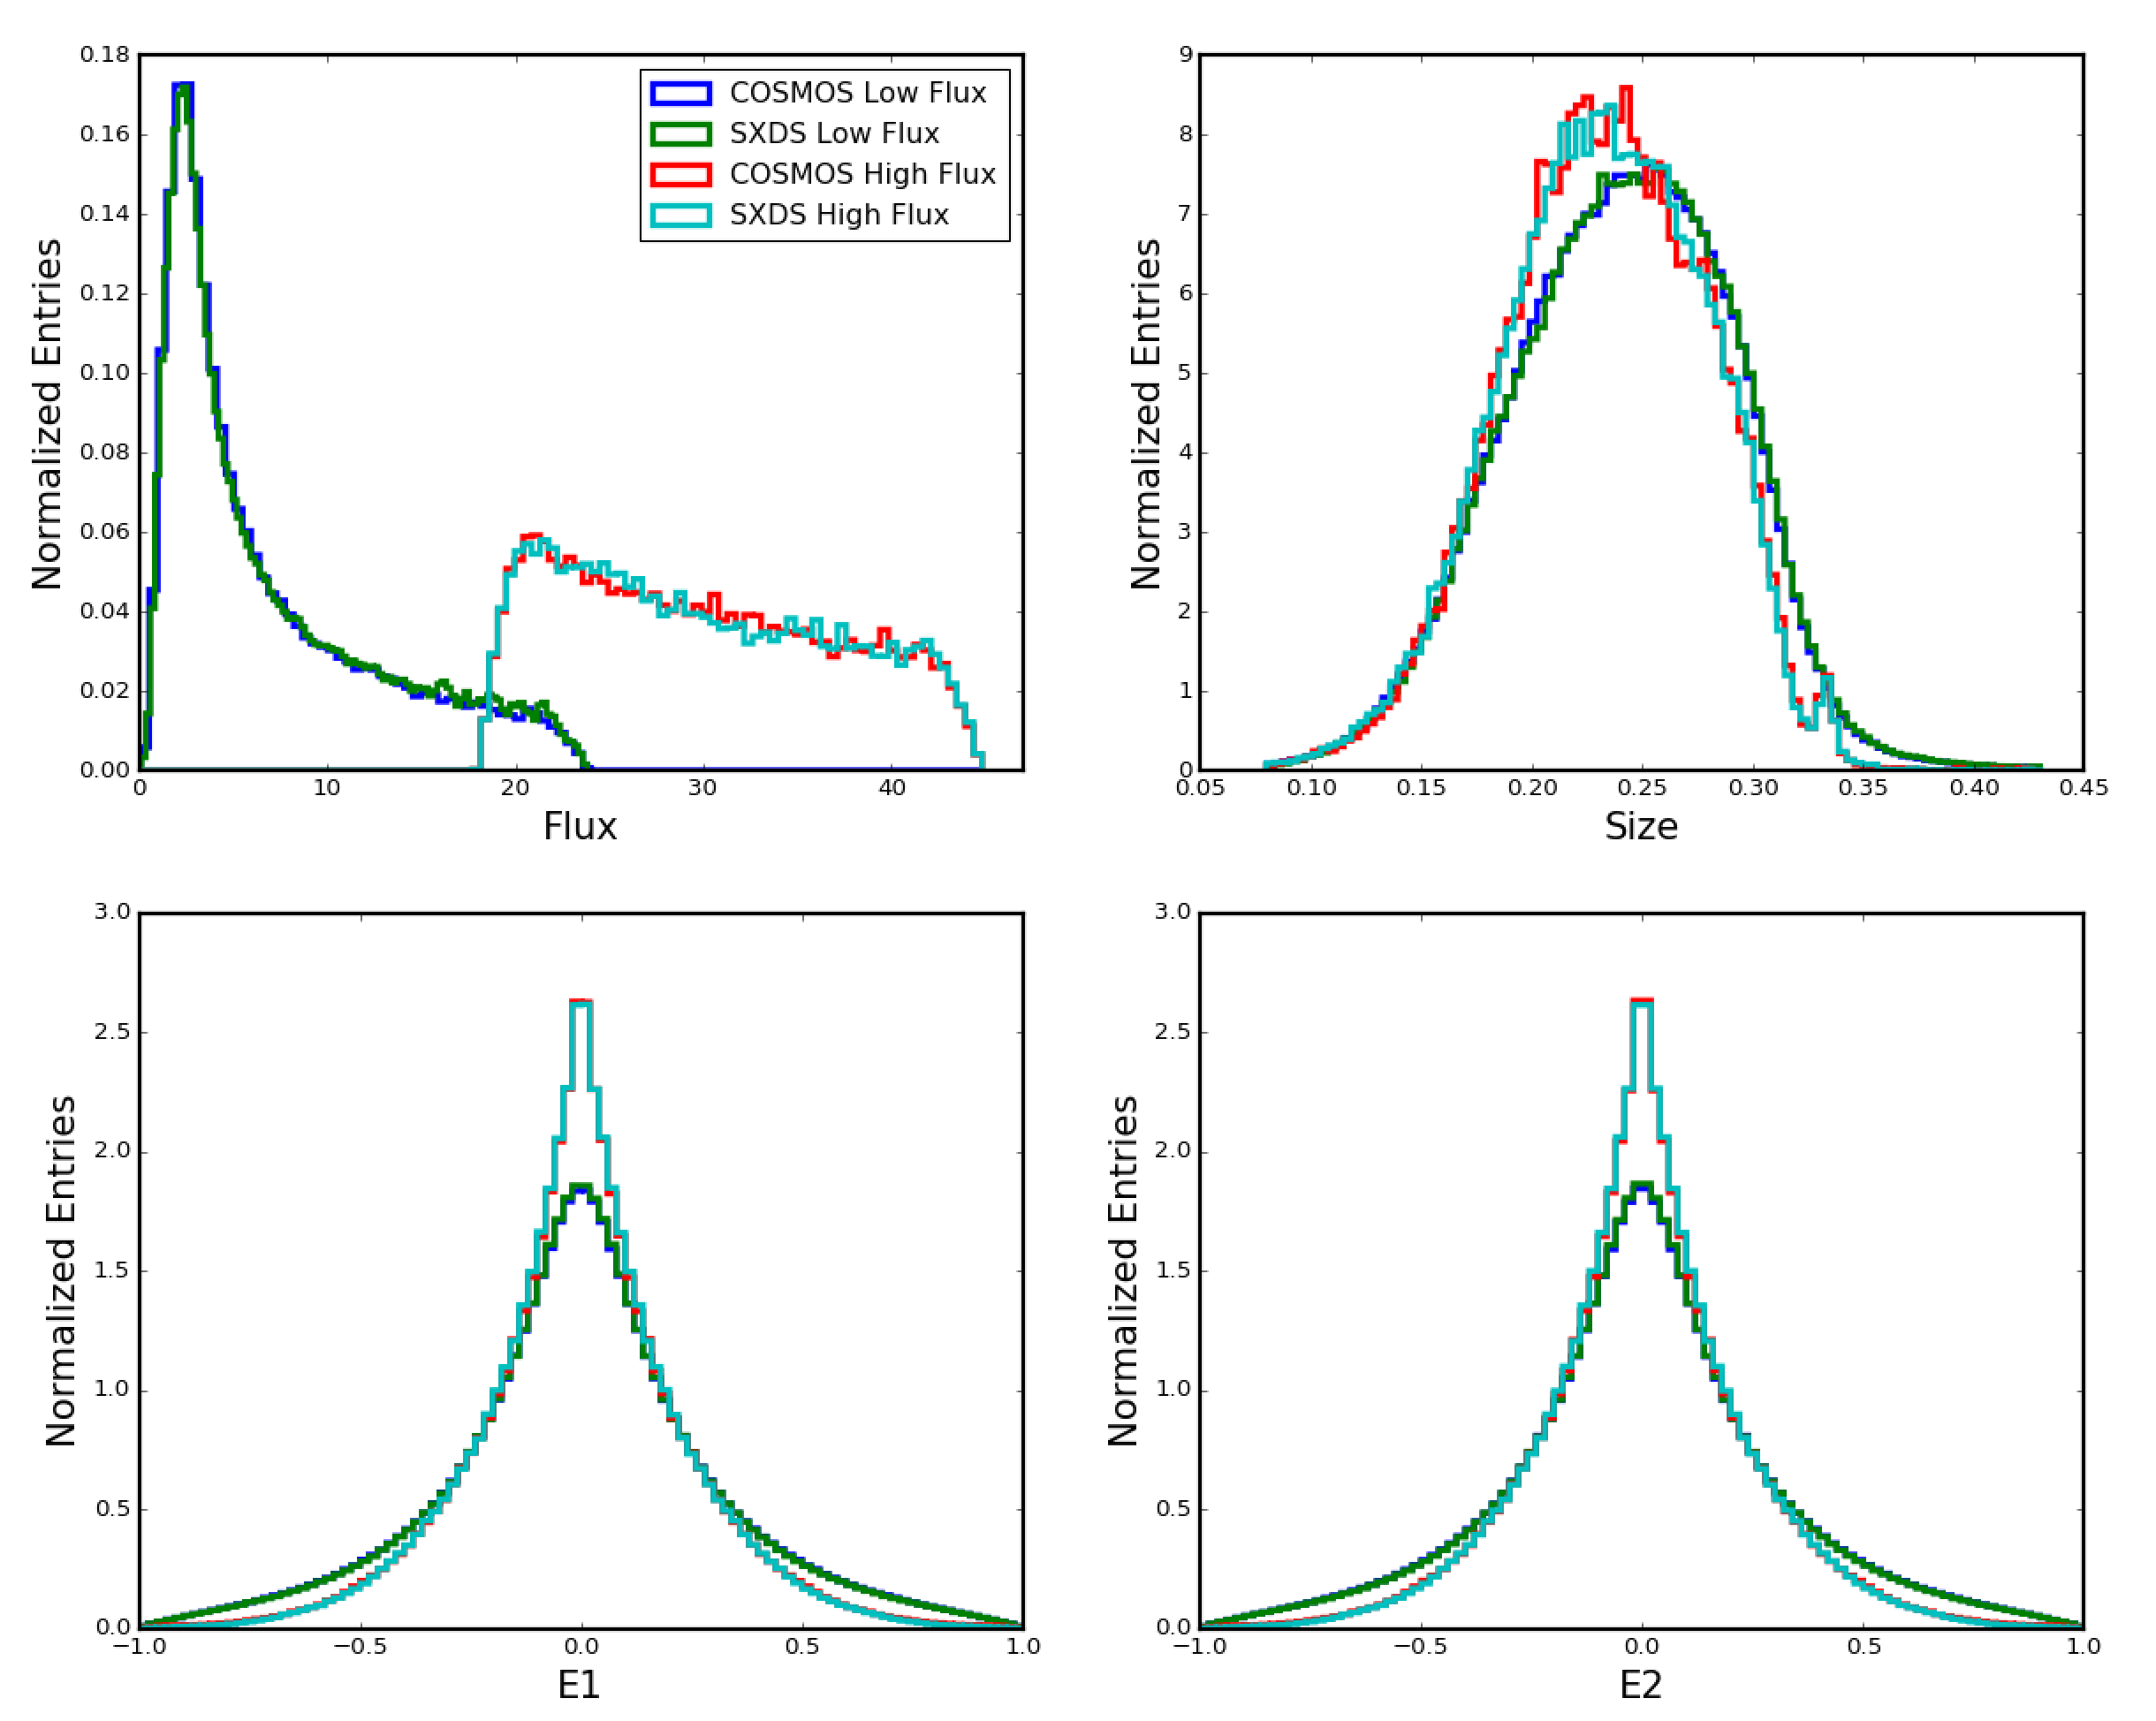 0.18
0.16
0.14
0.12
0.10
0.08
0.06
0.04
0.02
0.00
Normalized Entries
0 10 20 30 40
Flux
COSMOS Low Flux
SXDS Low Flux
COSMOS High Flux
SXDS High Flux
9
8
7
6
5
4
3
2
1
0
Normalized Entries
0.05 0.10 0.15 0.20 0.25 0.30 0.35 0.40 0.45
Size
3.0
2.5
2.0
1.5
1.0
0.5
0.0
Normalized Entries
−1.0 −0.5 0.0 0.5 1.0
E1
3.0
2.5
2.0
1.5
1.0
0.5
0.0
Normalized Entries
−1.0 −0.5 0.0 0.5 1.0
E2